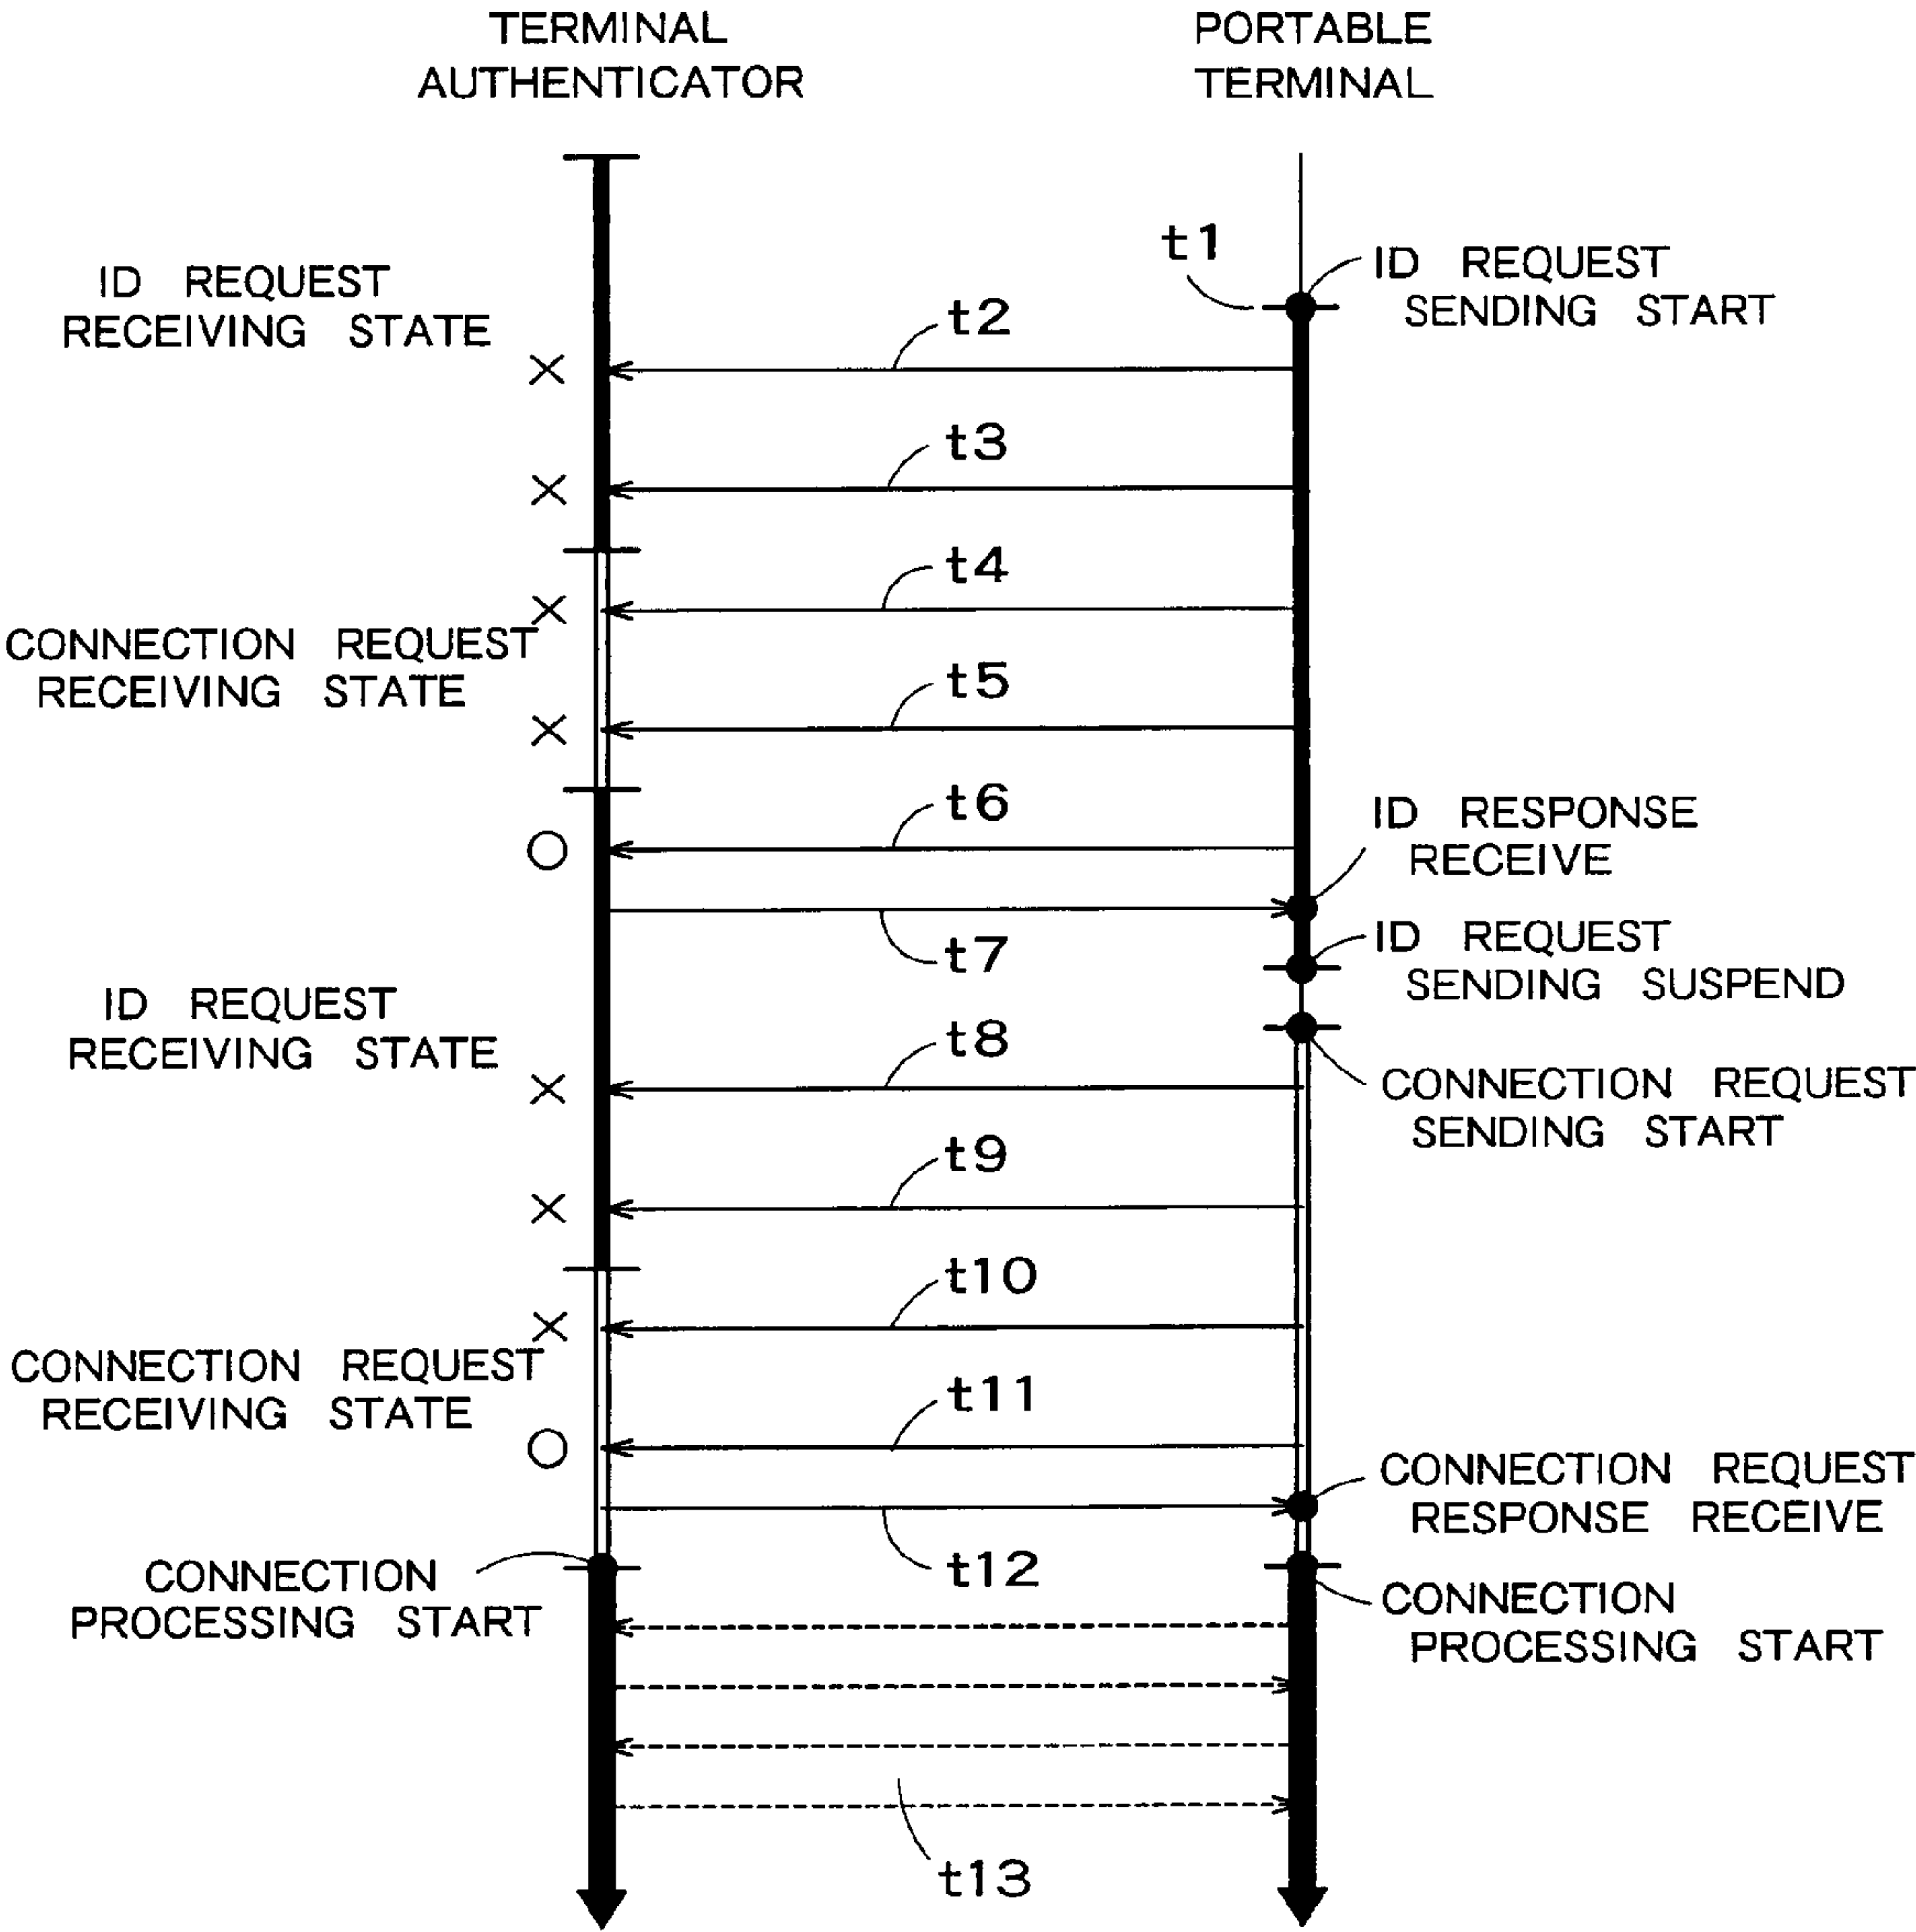 TERMINAL
AUTHENTICATOR
PORTABLE
TERMINAL
t1
ID REQUEST
SENDING START
ID REQUEST
RECEIVING STATE
t2
×
t3
×
t4
×
CONNECTION REQUEST
RECEIVING STATE
t5
×
t6
○
ID RESPONSE
RECEIVE
t7
ID REQUEST
SENDING SUSPEND
ID REQUEST
RECEIVING STATE
t8
×
CONNECTION REQUEST
SENDING START
t9
×
t10
×
CONNECTION REQUEST
RECEIVING STATE
t11
○
CONNECTION REQUEST
RESPONSE RECEIVE
t12
CONNECTION
PROCESSING START
CONNECTION
PROCESSING START
t13